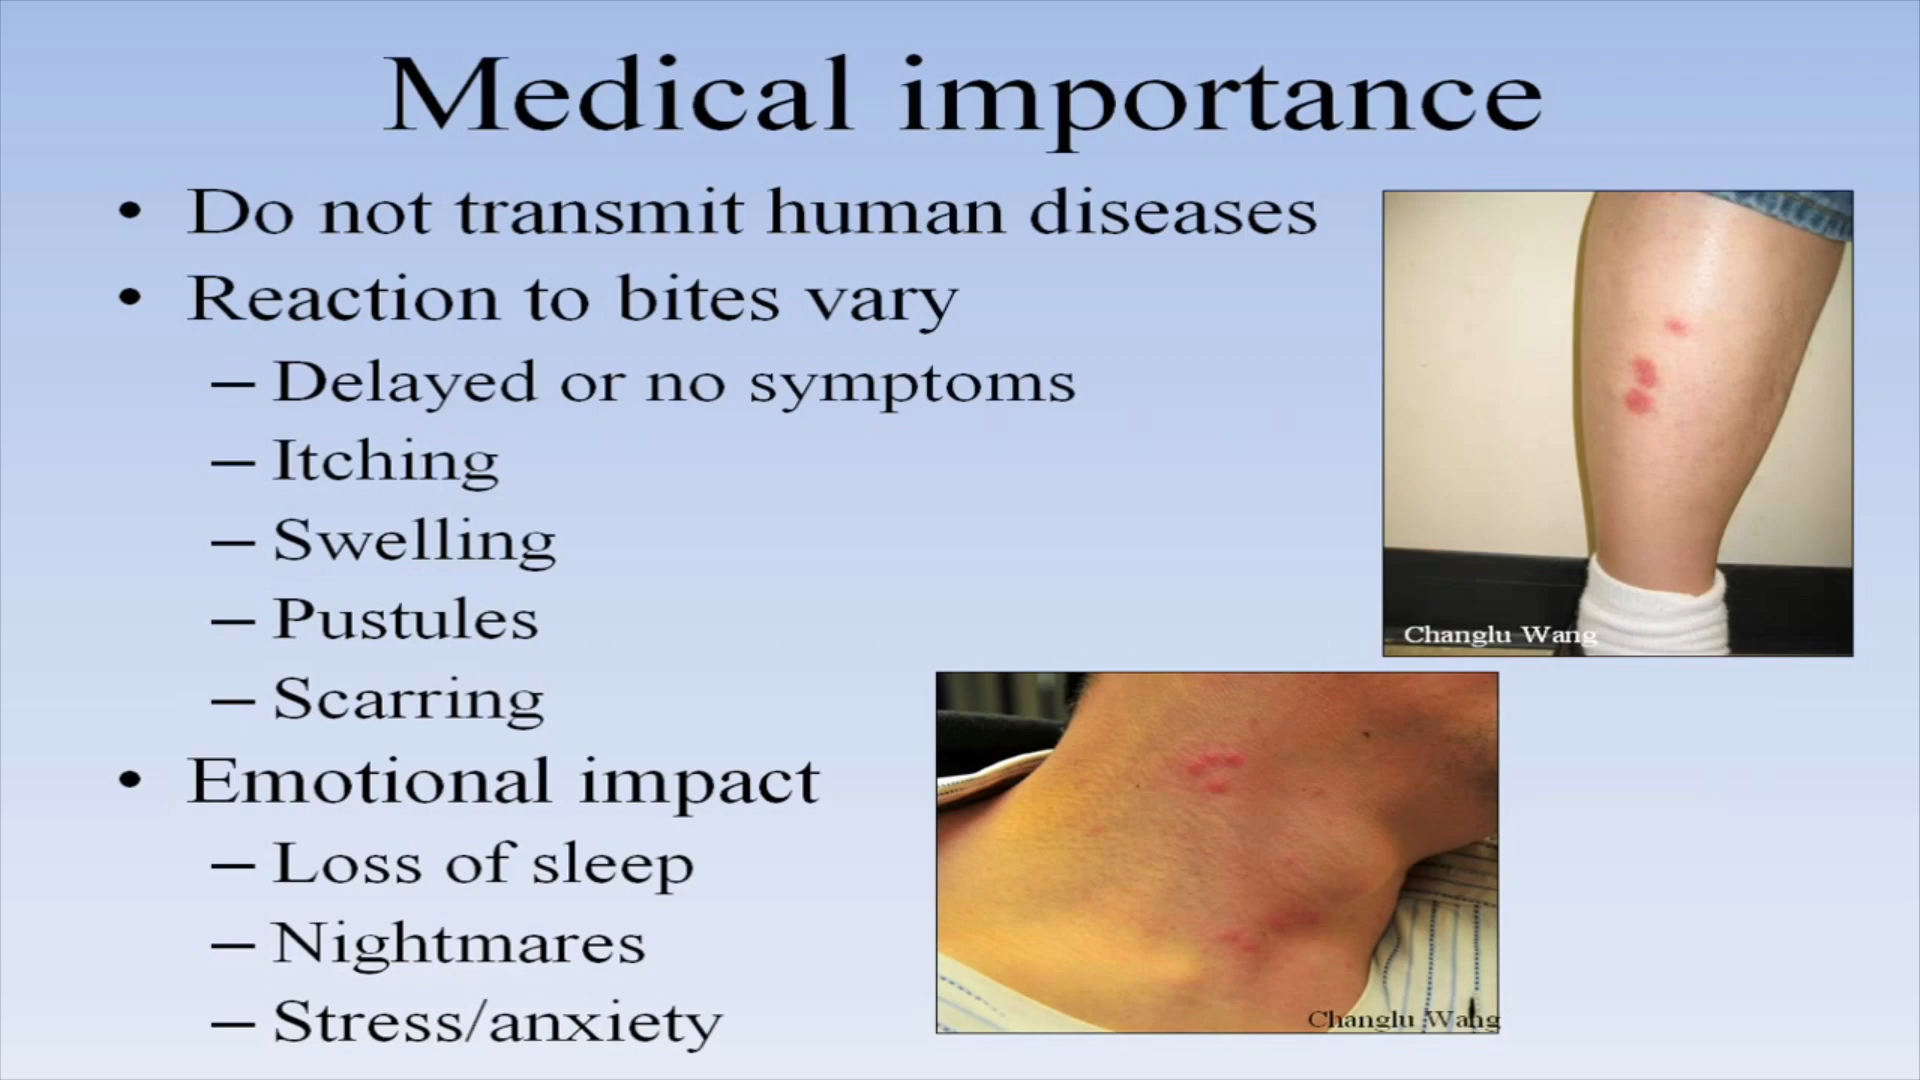 Medical importance
• Do not transmit human diseases
• Reaction to bites vary
– Delayed or no symptoms
– Itching
– Swelling
– Pustules
– Scarring
• Emotional impact
– Loss of sleep
– Nightmares
– Stress/anxiety
Changlu Wang
Changlu Wang